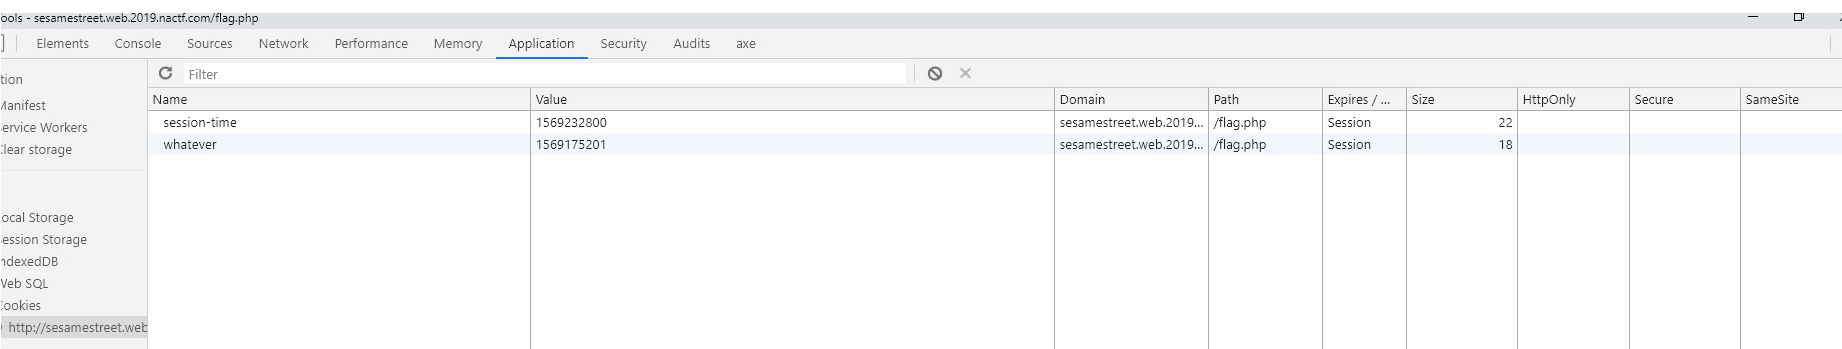 ools - sesamestreet.web.2019.nactf.com/flag.php
Elements Console Sources Network Performance Memory Application Security Audits axe
tion
Filter
Manifest
ervice Workers
Clear storage
ocal Storage
ession Storage
ndexedDB
Web SQL
Cookies
http://sesamestreet.web
Name Value Domain Path Expires / ... Size HttpOnly Secure SameSite
session-time 1569232800 sesamestreet.web.2019... /flag.php Session 22
whatever 1569175201 sesamestreet.web.2019... /flag.php Session 18